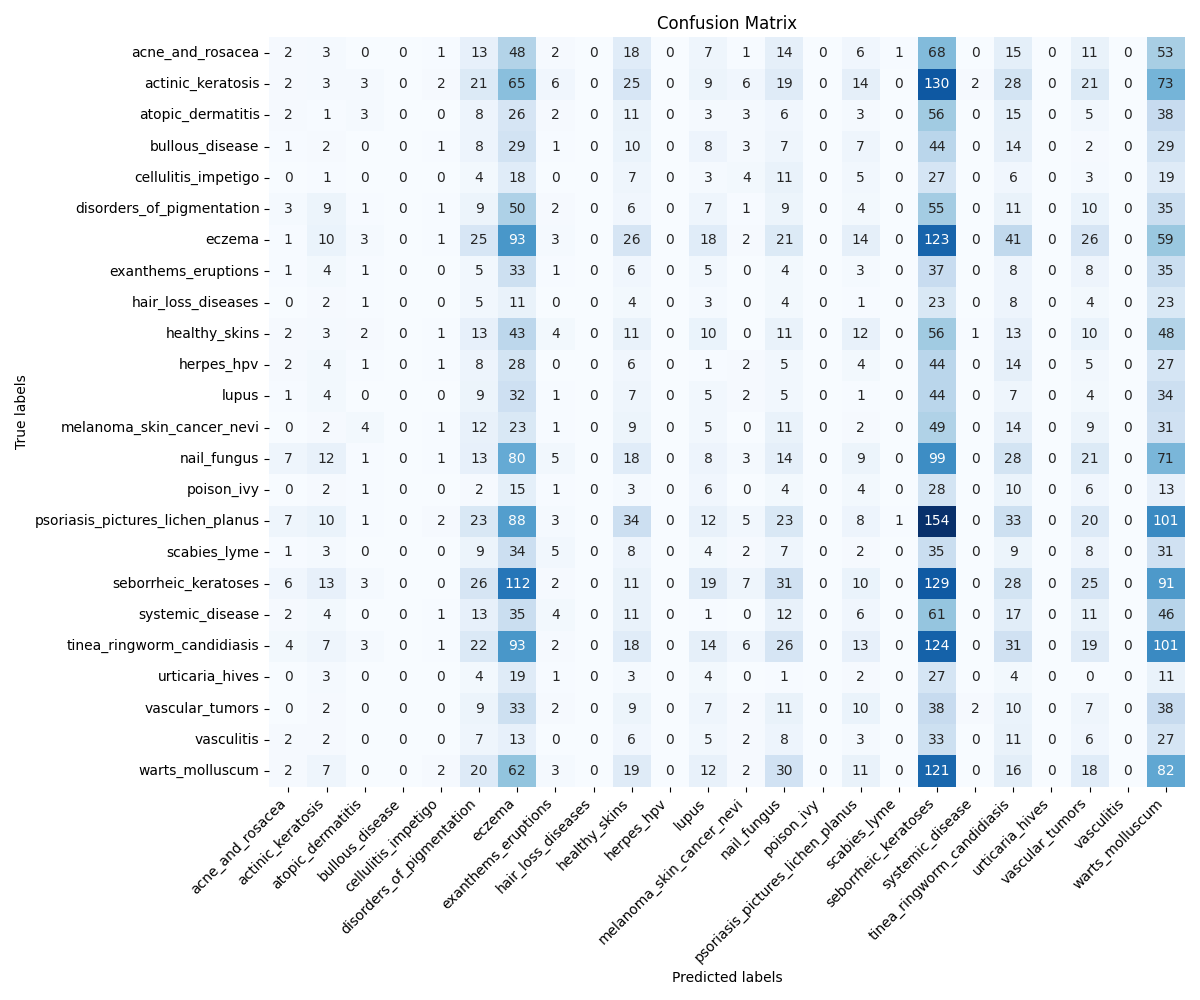 Confusion Matrix
acne_and_rosacea 2 3 0 0 1 13 48 2 0 18 0 7 1 14 0 6 1 68 0 15 0 11 0 53
actinic_keratosis 2 3 3 0 2 21 65 6 0 25 0 9 6 19 0 14 0 130 2 28 0 21 0 73
atopic_dermatitis 2 1 3 0 0 8 26 2 0 11 0 3 3 6 0 3 0 56 0 15 0 5 0 38
bullous_disease 1 2 0 0 1 8 29 1 0 10 0 8 3 7 0 7 0 44 0 14 0 2 0 29
cellulitis_impetigo 0 1 0 0 0 4 18 0 0 7 0 3 4 11 0 5 0 27 0 6 0 3 0 19
disorders_of_pigmentation 3 9 1 0 1 9 50 2 0 6 0 7 1 9 0 4 0 55 0 11 0 10 0 35
eczema 1 10 3 0 1 25 93 3 0 26 0 18 2 21 0 14 0 123 0 41 0 26 0 59
exanthems_eruptions 1 4 1 0 0 5 33 1 0 6 0 5 0 4 0 3 0 37 0 8 0 8 0 35
hair_loss_diseases 0 2 1 0 0 5 11 0 0 4 0 3 0 4 0 1 0 23 0 8 0 4 0 23
healthy_skins 2 3 2 0 1 13 43 4 0 11 0 10 0 11 0 12 0 56 1 13 0 10 0 48
herpes_hpv 2 4 1 0 1 8 28 0 0 6 0 1 2 5 0 4 0 44 0 14 0 5 0 27
lupus 1 4 0 0 0 9 32 1 0 7 0 5 2 5 0 1 0 44 0 7 0 4 0 34
melanoma_skin_cancer_nevi 0 2 4 0 1 12 23 1 0 9 0 5 0 11 0 2 0 49 0 14 0 9 0 31
nail_fungus 7 12 1 0 1 13 80 5 0 18 0 8 3 14 0 9 0 99 0 28 0 21 0 71
poison_ivy 0 2 1 0 0 2 15 1 0 3 0 6 0 4 0 4 0 28 0 10 0 6 0 13
psoriasis_pictures_lichen_planus 7 10 1 0 2 23 88 3 0 34 0 12 5 23 0 8 1 154 0 33 0 20 0 101
scabies_lyme 1 3 0 0 0 9 34 5 0 8 0 4 2 7 0 2 0 35 0 9 0 8 0 31
seborrheic_keratoses 6 13 3 0 0 26 112 2 0 11 0 19 7 31 0 10 0 129 0 28 0 25 0 91
systemic_disease 2 4 0 0 1 13 35 4 0 11 0 1 0 12 0 6 0 61 0 17 0 11 0 46
tinea_ringworm_candidiasis 4 7 3 0 1 22 93 2 0 18 0 14 6 26 0 13 0 124 0 31 0 19 0 101
urticaria_hives 0 3 0 0 0 4 19 1 0 3 0 4 0 1 0 2 0 27 0 4 0 0 0 11
vascular_tumors 0 2 0 0 0 9 33 2 0 9 0 7 2 11 0 10 0 38 2 10 0 7 0 38
vasculitis 2 2 0 0 0 7 13 0 0 6 0 5 2 8 0 3 0 33 0 11 0 6 0 27
warts_molluscum 2 7 0 0 2 20 62 3 0 19 0 12 2 30 0 11 0 121 0 16 0 18 0 82
True labels
acne_and_rosacea
actinic_keratosis
atopic_dermatitis
bullous_disease
cellulitis_impetigo
disorders_of_pigmentation
eczema
exanthems_eruptions
hair_loss_diseases
healthy_skins
herpes_hpv
lupus
melanoma_skin_cancer_nevi
nail_fungus
poison_ivy
psoriasis_pictures_lichen_planus
scabies_lyme
seborrheic_keratoses
systemic_disease
tinea_ringworm_candidiasis
urticaria_hives
vascular_tumors
vasculitis
warts_molluscum
Predicted labels